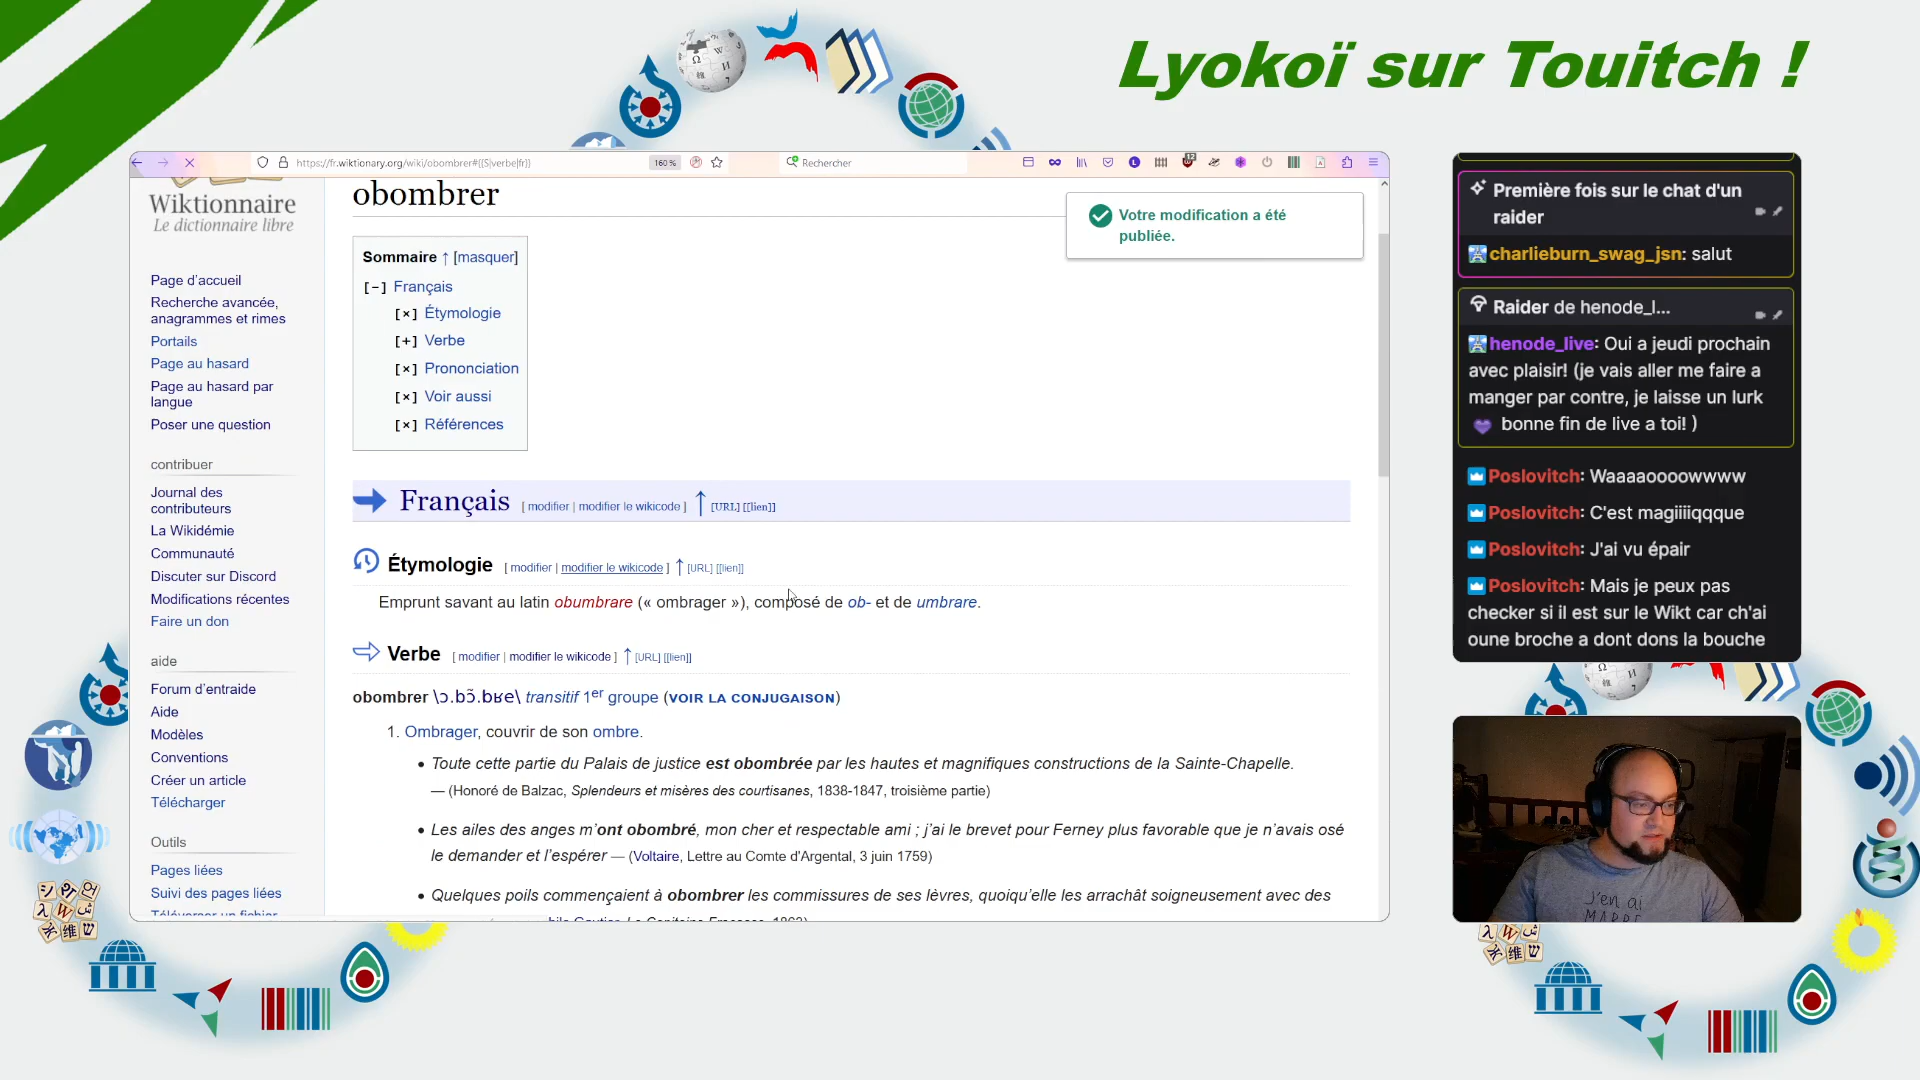 Lyokoï sur Touitch !
https://fr.wiktionary.org/wiki/obombrer#{{S|verbe|fr}}
160 %
Rechercher
12
Wiktionnaire
Le dictionnaire libre
Page d’accueil
Recherche avancée,
anagrammes et rimes
Portails
Page au hasard
Page au hasard par
langue
Poser une question
contribuer
Journal des
contributeurs
La Wikidémie
Communauté
Discuter sur Discord
Modifications récentes
Faire un don
aide
Forum d’entraide
Aide
Modèles
Conventions
Créer un article
Télécharger
Outils
Pages liées
Suivi des pages liées
Téléverser un fichier
obombrer
Votre modification a été
publiée.
Sommaire ↑ [masquer]
[−] Français
[×] Étymologie
[+] Verbe
[×] Prononciation
[×] Voir aussi
[×] Références
Français [ modifier | modifier le wikicode ] ↑ [URL] [[lien]]
Étymologie [ modifier | modifier le wikicode ] ↑ [URL] [[lien]]
Emprunt savant au latin obumbrare (« ombrager »), composé de ob- et de umbrare.
Verbe [ modifier | modifier le wikicode ] ↑ [URL] [[lien]]
obombrer \ɔ.bɔ̃.bʁe\ transitif 1er groupe (VOIR LA CONJUGAISON)
1. Ombrager, couvrir de son ombre.
• Toute cette partie du Palais de justice est obombrée par les hautes et magnifiques constructions de la Sainte-Chapelle.
— (Honoré de Balzac, Splendeurs et misères des courtisanes, 1838-1847, troisième partie)
• Les ailes des anges m’ont obombré, mon cher et respectable ami ; j’ai le brevet pour Ferney plus favorable que je n’avais osé
le demander et l’espérer — (Voltaire, Lettre au Comte d'Argental, 3 juin 1759)
• Quelques poils commençaient à obombrer les commissures de ses lèvres, quoiqu’elle les arrachât soigneusement avec des
Gautier, Le Capitaine Fracasse, 1863)
Première fois sur le chat d'un
raider
charlieburn_swag_jsn: salut
Raider de henode_l...
henode_live: Oui a jeudi prochain
avec plaisir! (je vais aller me faire a
manger par contre, je laisse un lurk
bonne fin de live a toi! )
Poslovitch: Waaaaoooowwww
Poslovitch: C'est magiiiiqqque
Poslovitch: J'ai vu épair
Poslovitch: Mais je peux pas
checker si il est sur le Wikt car ch'ai
oune broche a dont dons la bouche
J'en ai
MARRE